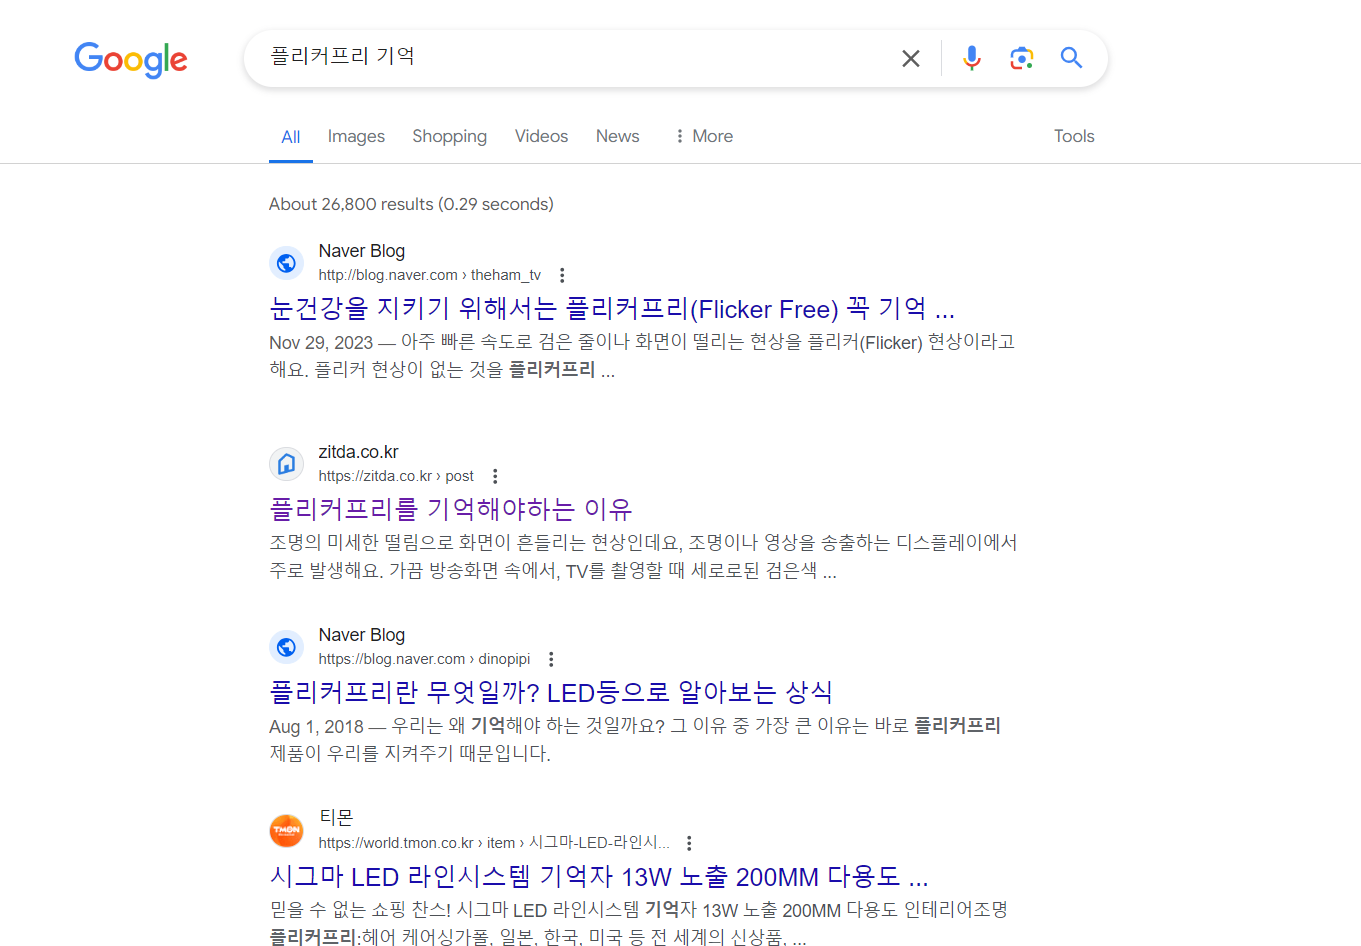 Google
플리커프리 기억
All Images Shopping Videos News More Tools
About 26,800 results (0.29 seconds)
Naver Blog
http://blog.naver.com › theham_tv
눈건강을 지키기 위해서는 플리커프리(Flicker Free) 꼭 기억 ...
Nov 29, 2023 — 아주 빠른 속도로 검은 줄이나 화면이 떨리는 현상을 플리커(Flicker) 현상이라고
해요. 플리커 현상이 없는 것을 플리커프리 ...
zitda.co.kr
https://zitda.co.kr › post
플리커프리를 기억해야하는 이유
조명의 미세한 떨림으로 화면이 흔들리는 현상인데요, 조명이나 영상을 송출하는 디스플레이에서
주로 발생해요. 가끔 방송화면 속에서, TV를 촬영할 때 세로로된 검은색 ...
Naver Blog
https://blog.naver.com › dinopipi
플리커프리란 무엇일까? LED등으로 알아보는 상식
Aug 1, 2018 — 우리는 왜 기억해야 하는 것일까요? 그 이유 중 가장 큰 이유는 바로 플리커프리
제품이 우리를 지켜주기 때문입니다.
TMON
티몬
https://world.tmon.co.kr › item › 시그마-LED-라인시...
시그마 LED 라인시스템 기억자 13W 노출 200MM 다용도 ...
믿을 수 없는 쇼핑 찬스! 시그마 LED 라인시스템 기억자 13W 노출 200MM 다용도 인테리어조명
플리커프리:헤어 케어싱가폴, 일본, 한국, 미국 등 전 세계의 신상품, ...